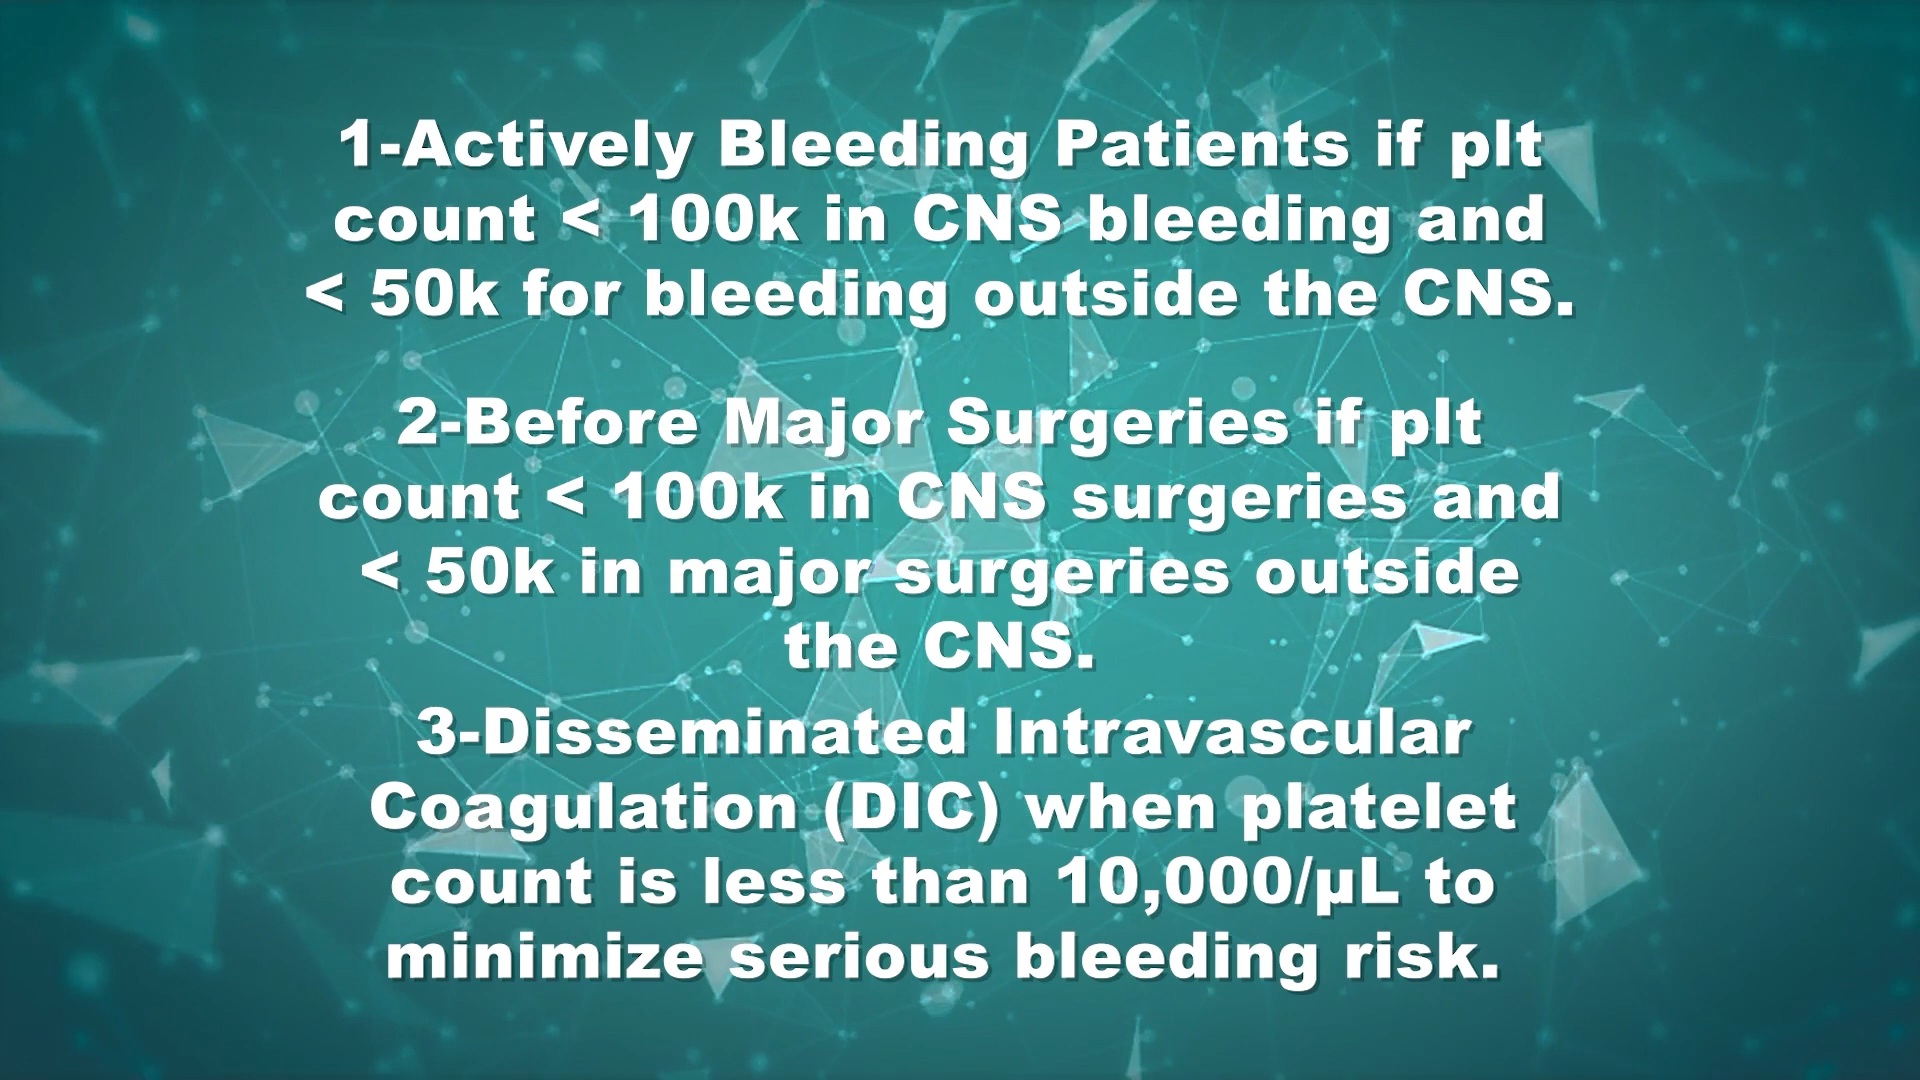 1-Actively Bleeding Patients if plt
count < 100k in CNS bleeding and
< 50k for bleeding outside the CNS.
2-Before Major Surgeries if plt
count < 100k in CNS surgeries and
< 50k in major surgeries outside
the CNS.
3-Disseminated Intravascular
Coagulation (DIC) when platelet
count is less than 10,000/µL to
minimize serious bleeding risk.